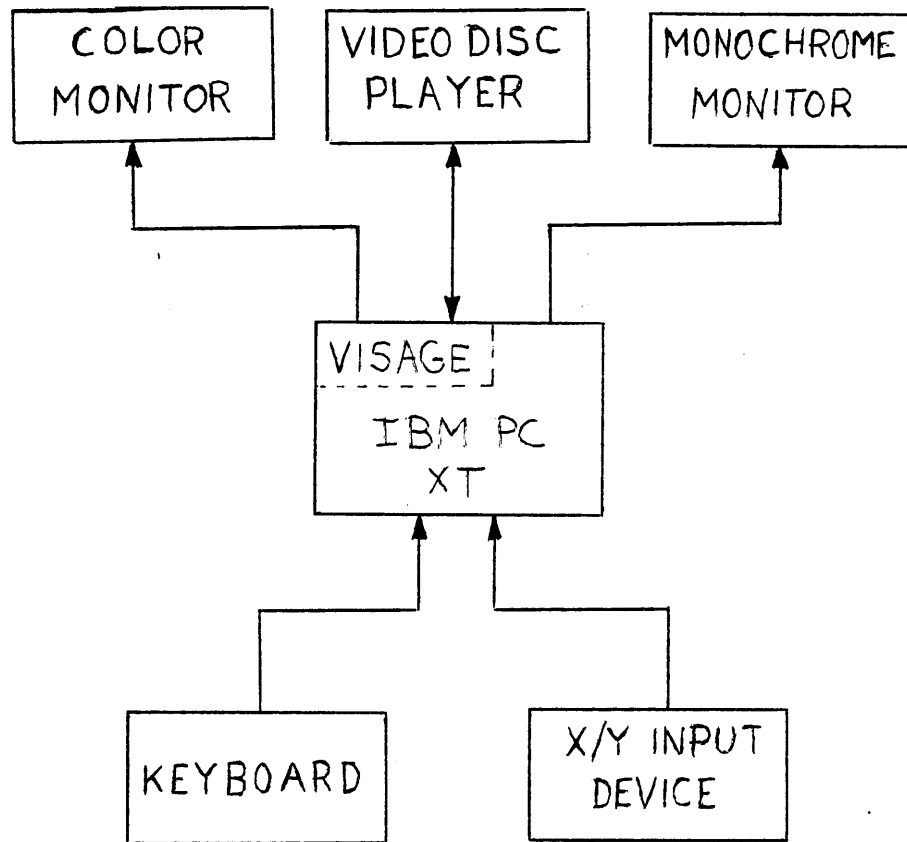 COLOR
MONITOR
VIDEO DISC
PLAYER
MONOCHROME
MONITOR
VISAGE
IBM PC
XT
KEYBOARD
X/Y INPUT
DEVICE